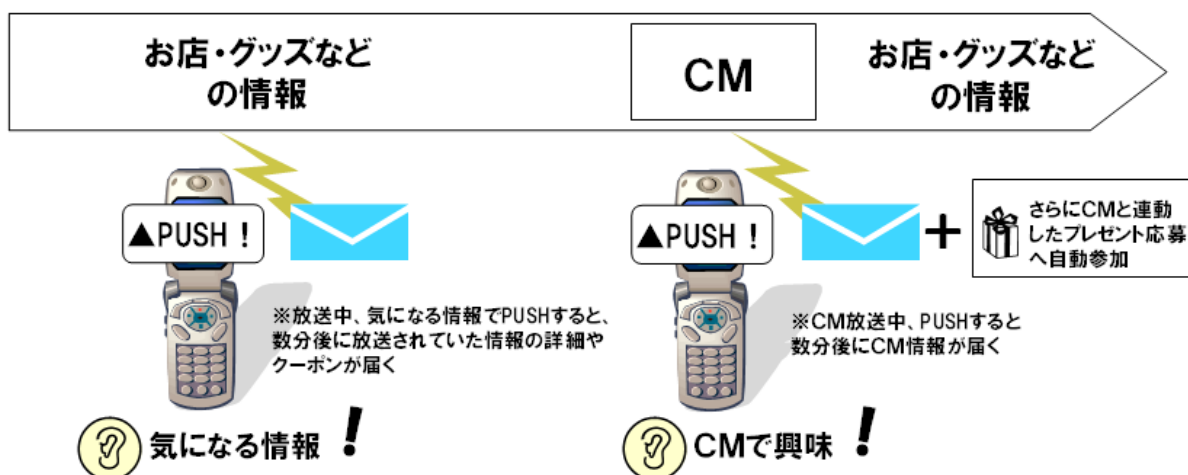 お店・グッズなど
の情報
CM
お店・グッズなど
の情報
▲PUSH！
▲PUSH！
＋
さらにCMと連動
したプレゼント応募
へ自動参加
※放送中、気になる情報でPUSHすると、
数分後に放送されていた情報の詳細や
クーポンが届く
※CM放送中、PUSHすると
数分後にCM情報が届く
気になる情報！
CMで興味！